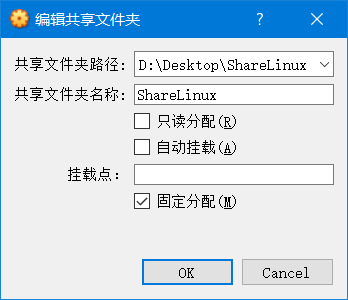 编辑共享文件夹
共享文件夹路径: D:\Desktop\ShareLinux
共享文件夹名称: ShareLinux
只读分配(R)
自动挂载(A)
挂载点:
固定分配(M)
OK Cancel